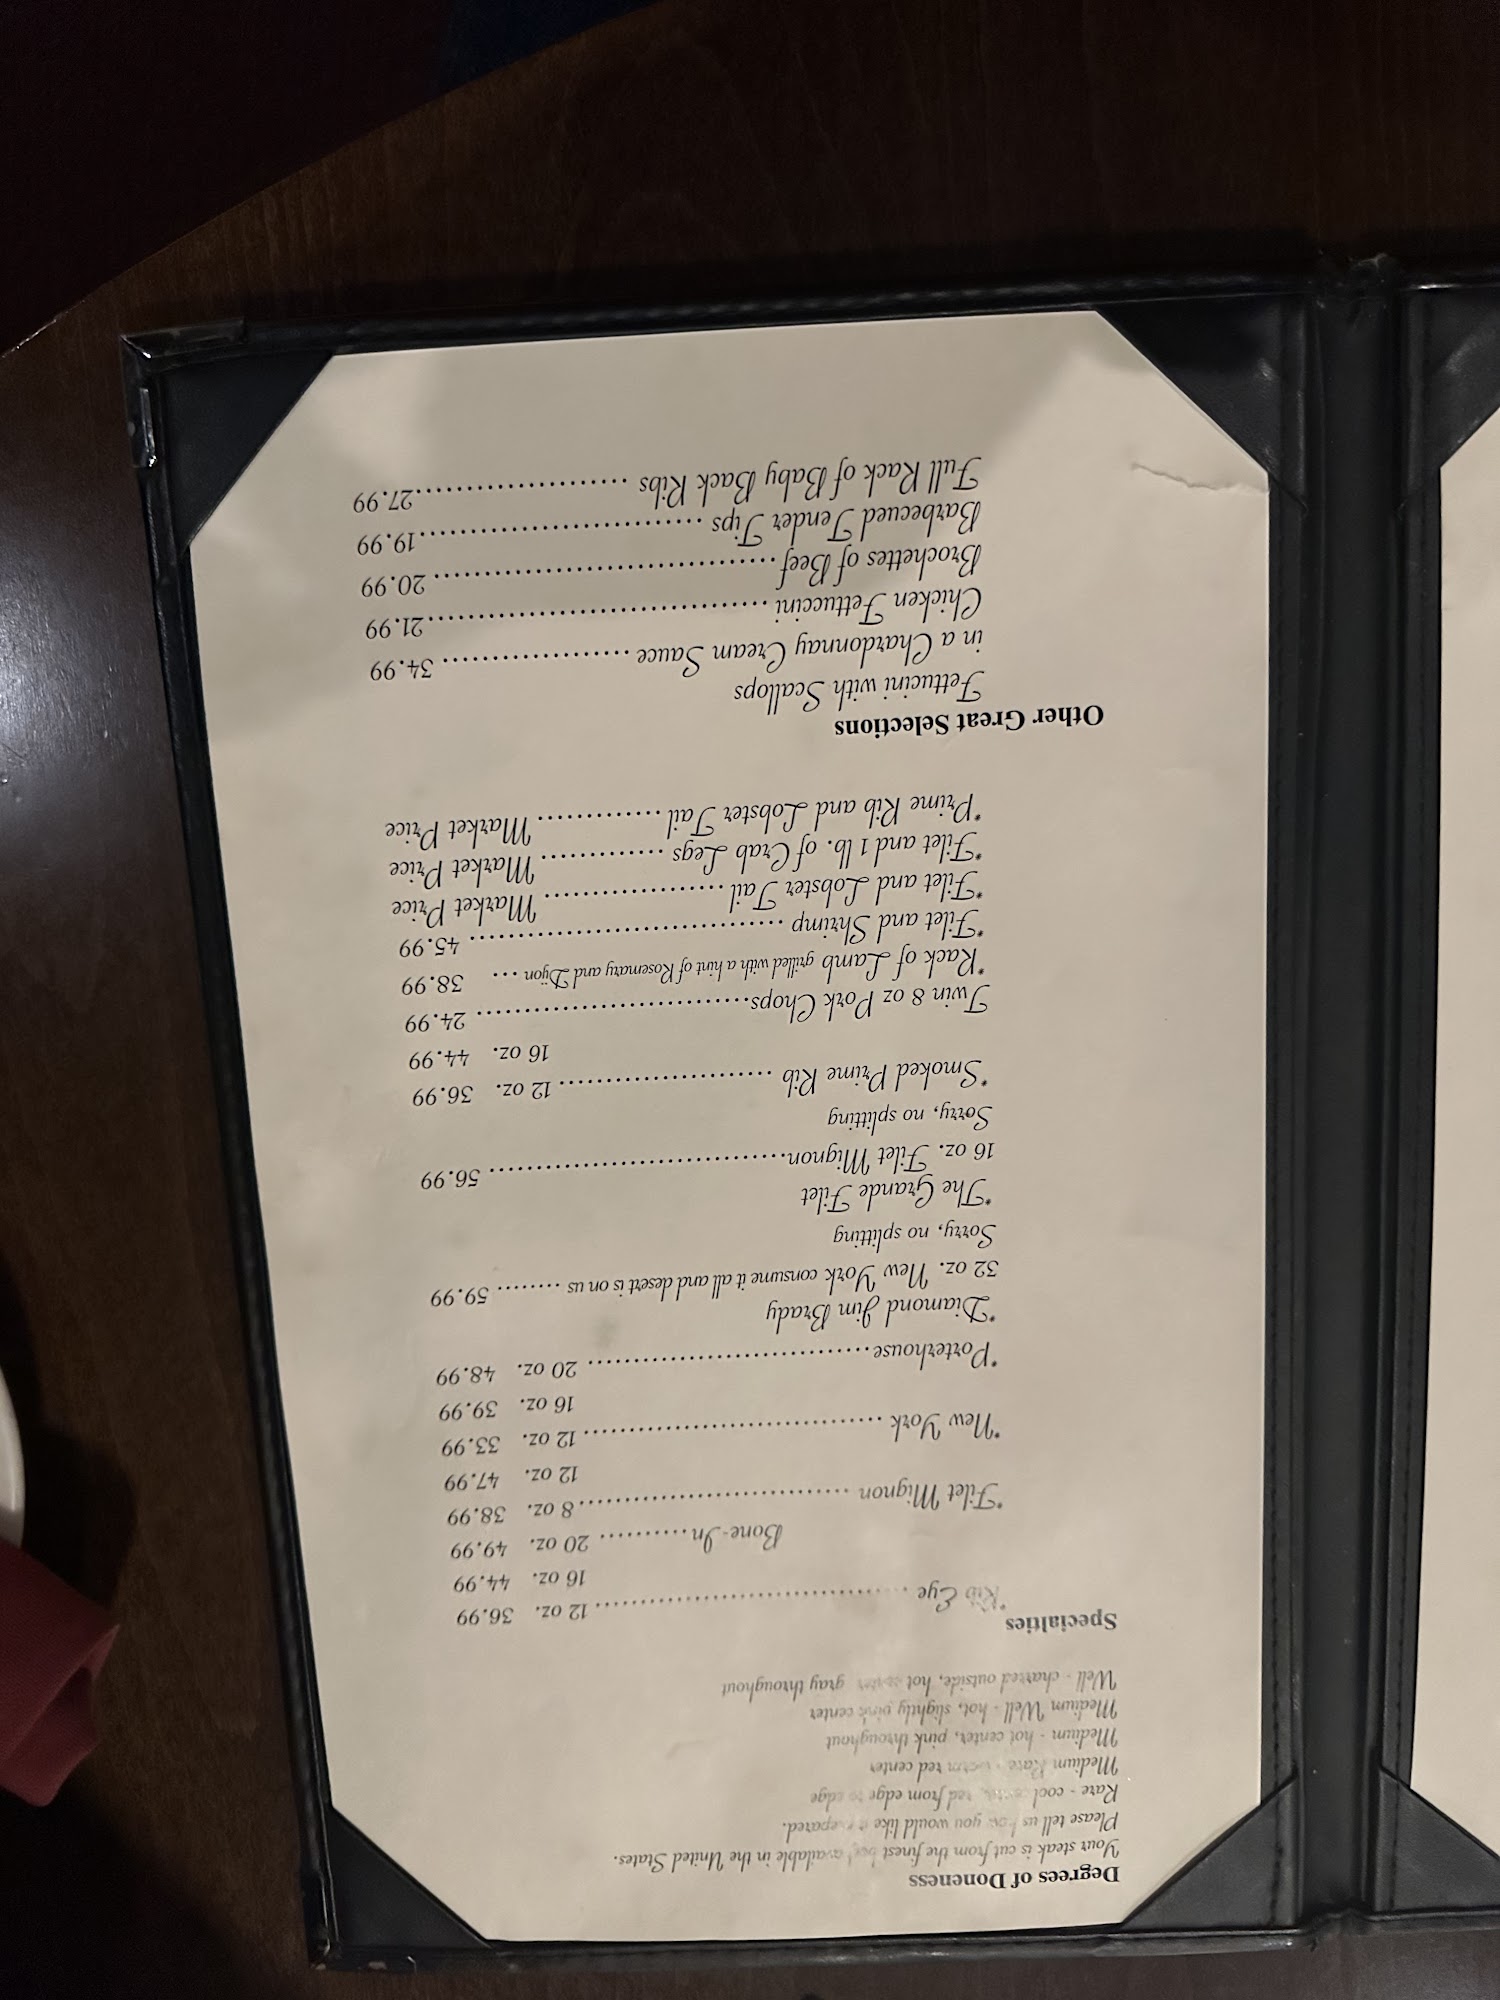 Degrees of Doneness
Your steak is cut from the finest beef available in the United States.
Please tell us how you would like it prepared.
Rare - cool center, red from edge to edge
Medium Rare - warm red center
Medium - hot center, pink throughout
Medium Well - hot, slightly pink center
Well - charred outside, hot center gray throughout
Specialties
*Rib Eye .................................... 12 oz. 36.99
16 oz. 44.99
Bone-In........... 20 oz. 49.99
*Filet Mignon ..............................8 oz. 38.99
12 oz. 47.99
*New York .................................. 12 oz. 33.99
16 oz. 39.99
*Porterhouse................................ 20 oz. 48.99
*Diamond Jim Brady
32 oz. New York consume it all and desert is on us ........ 59.99
Sorry, no splitting
*The Grande Filet
16 oz. Filet Mignon.................................. 56.99
Sorry, no splitting
*Smoked Prime Rib ........................ 12 oz. 36.99
16 oz. 44.99
Twin 8 oz Pork Chops................................ 24.99
*Rack of Lamb grilled with a hint of Rosemary and Dijon ... 38.99
*Filet and Shrimp ................................. 45.99
*Filet and Lobster Tail ................... Market Price
*Filet and 1 lb. of Crab Legs ............. Market Price
*Prime Rib and Lobster Tail ............... Market Price
Other Great Selections
Fettucini with Scallops
in a Chardonnay Cream Sauce .................... 34.99
Chicken Fettuccini ...................................21.99
Brochettes of Beef................................... 20.99
Barbecued Tender Tips ..............................19.99
Full Rack of Baby Back Ribs .......................27.99